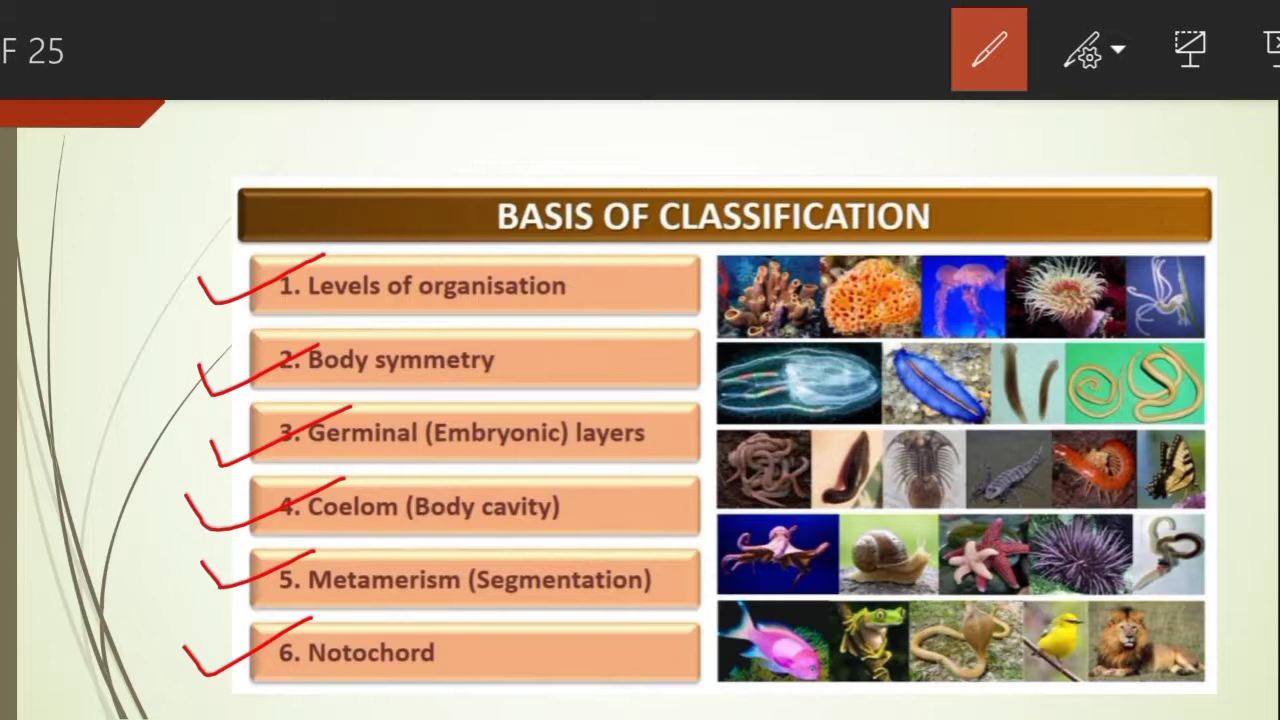 F 25
BASIS OF CLASSIFICATION
1. Levels of organisation
2. Body symmetry
3. Germinal (Embryonic) layers
4. Coelom (Body cavity)
5. Metamerism (Segmentation)
6. Notochord